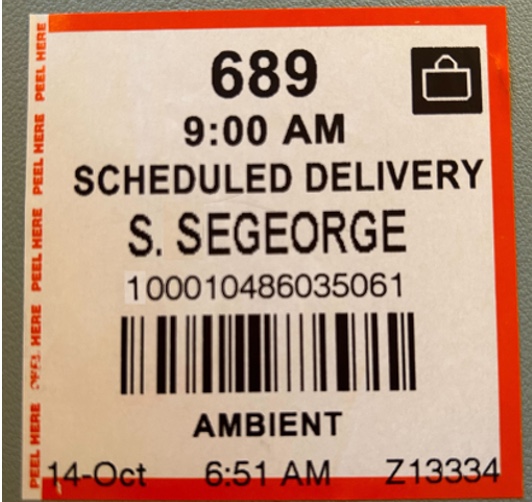 689
9:00 AM
SCHEDULED DELIVERY
S. SEGEORGE
100010486035061
AMBIENT
14-Oct 6:51 AM Z13334
PEEL HERE PEEL HERE PEEL HERE PEEL HERE PEEL HERE